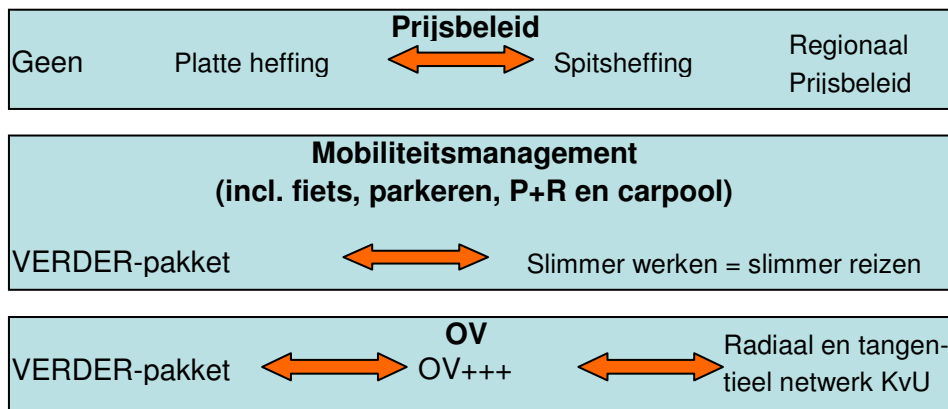 Prijsbeleid
Geen Platte heffing Spitsheffing Regionaal
Prijsbeleid
Mobiliteitsmanagement
(incl. fiets, parkeren, P+R en carpool)
VERDER-pakket Slimmer werken = slimmer reizen
OV
VERDER-pakket OV+++ Radiaal en tangen-
tieel netwerk KvU